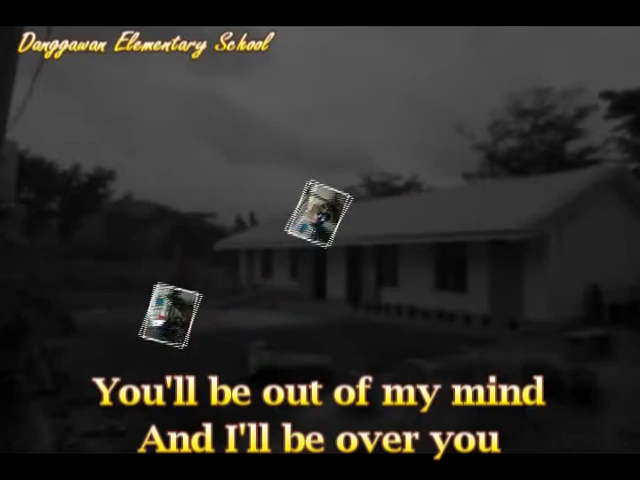 Danggawan Elementary School
You'll be out of my mind
And I'll be over you